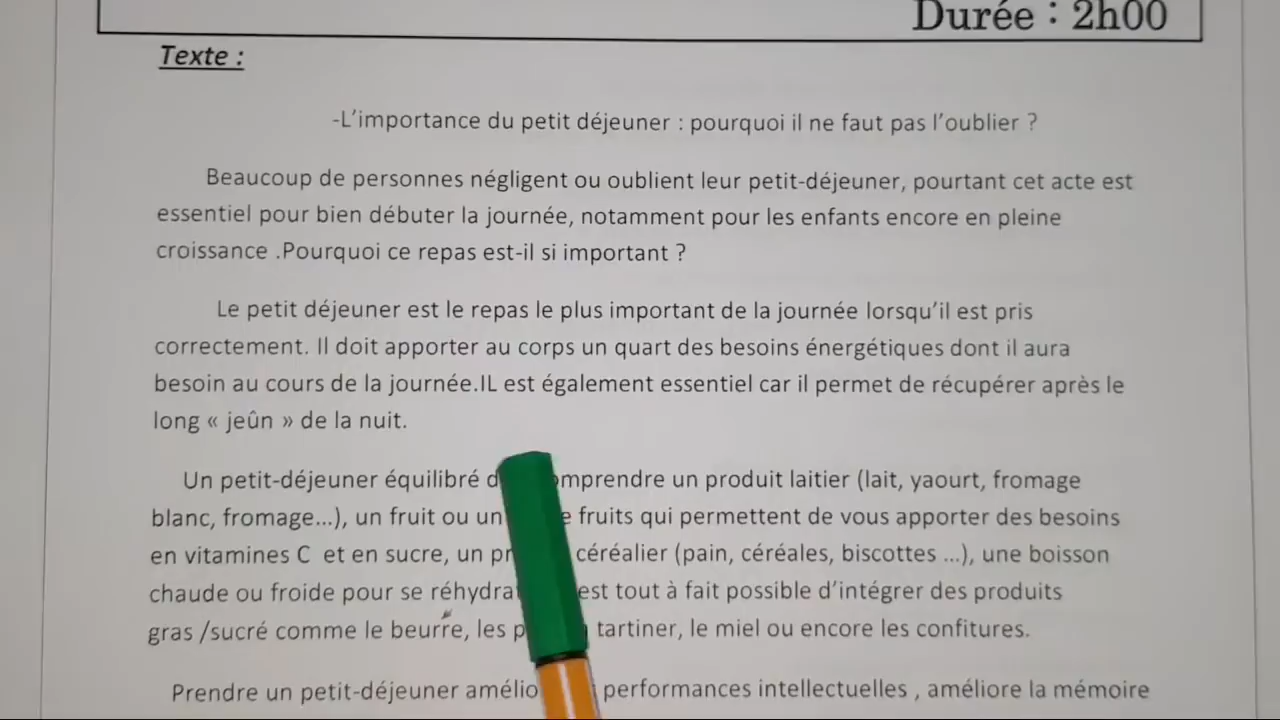 Durée : 2h00
Texte :
-L'importance du petit déjeuner : pourquoi il ne faut pas l'oublier ?
Beaucoup de personnes négligent ou oublient leur petit-déjeuner, pourtant cet acte est
essentiel pour bien débuter la journée, notamment pour les enfants encore en pleine
croissance .Pourquoi ce repas est-il si important ?
Le petit déjeuner est le repas le plus important de la journée lorsqu'il est pris
correctement. Il doit apporter au corps un quart des besoins énergétiques dont il aura
besoin au cours de la journée.IL est également essentiel car il permet de récupérer après le
long « jeûn » de la nuit.
Un petit-déjeuner équilibré comprendre un produit laitier (lait, yaourt, fromage
blanc, fromage...), un fruit ou un fruits qui permettent de vous apporter des besoins
en vitamines C et en sucre, un céréalier (pain, céréales, biscottes ...), une boisson
chaude ou froide pour se est tout à fait possible d'intégrer des produits
gras /sucré comme le beurre, les tartiner, le miel ou encore les confitures.
Prendre un petit-déjeuner performances intellectuelles , améliore la mémoire